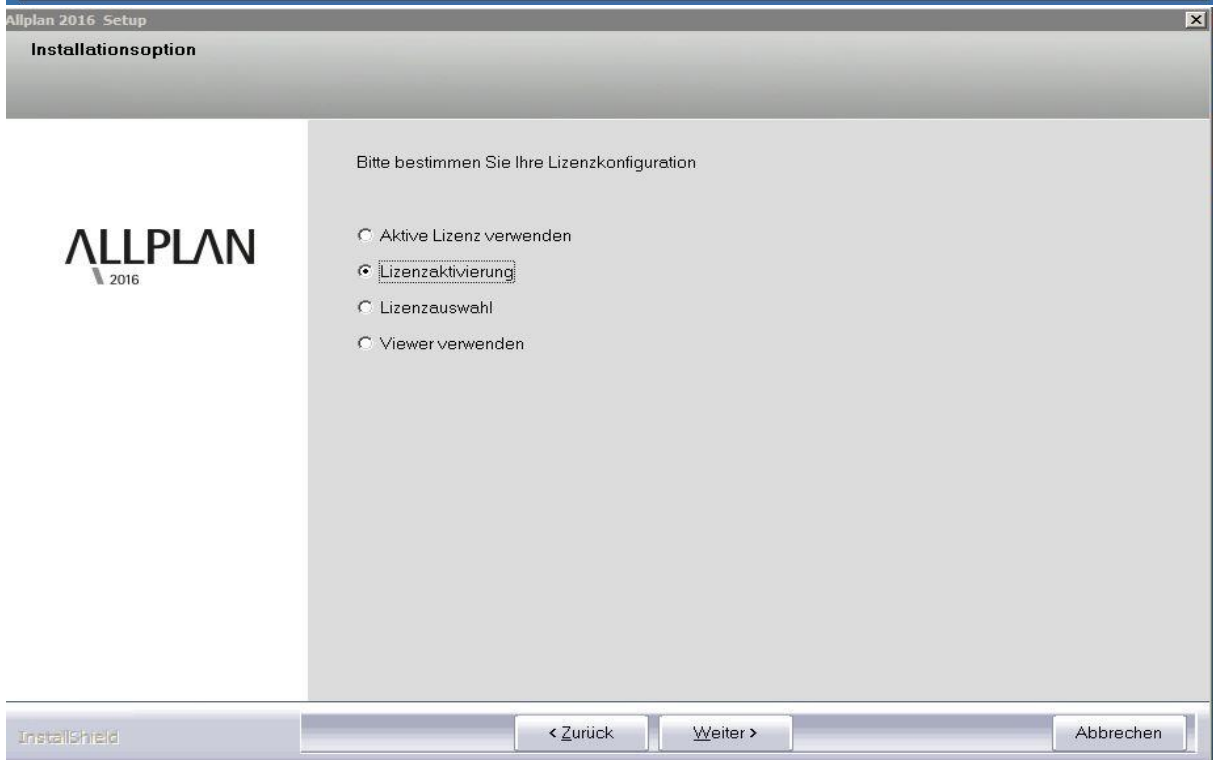 Allplan 2016 Setup
Installationsoption
Bitte bestimmen Sie Ihre Lizenzkonfiguration
Aktive Lizenz verwenden
Lizenzaktivierung
Lizenzauswahl
Viewer verwenden
ALLPLAN
2016
InstallShield
< Zurück
Weiter >
Abbrechen